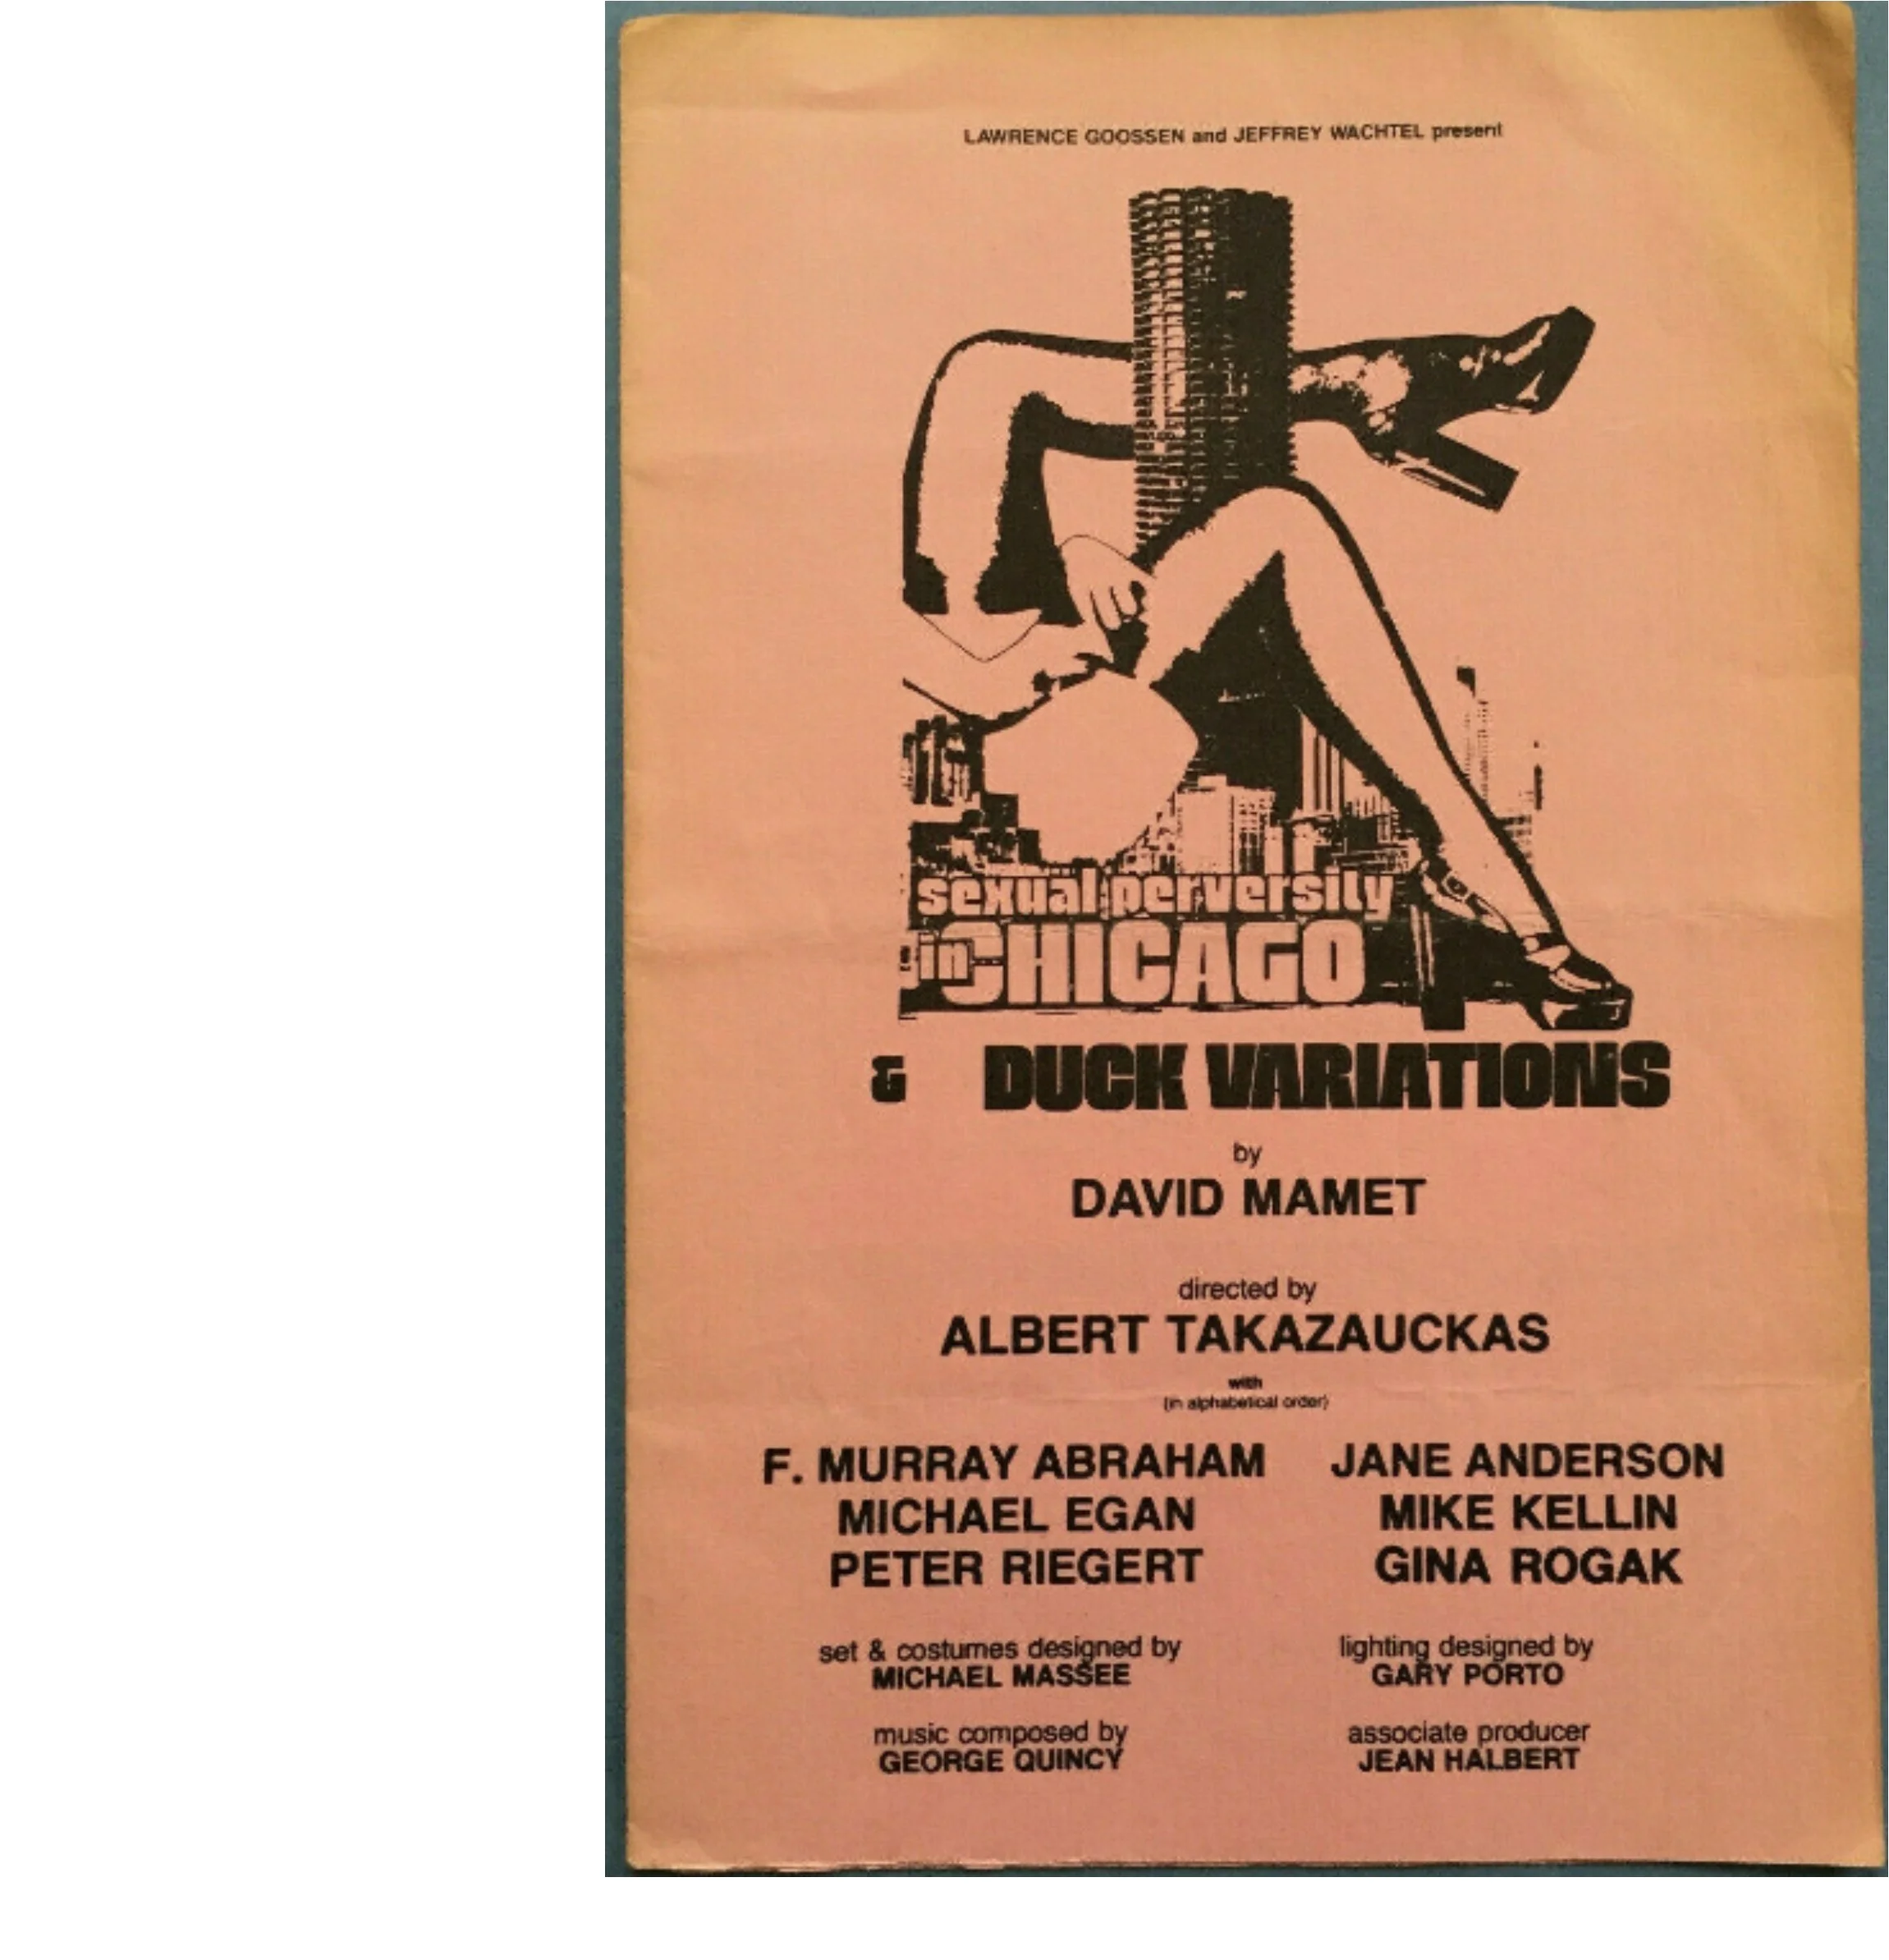 LAWRENCE GOOSSEN and JEFFREY WACHTEL present
sexual perversity
in CHICAGO
& DUCK VARIATIONS
by
DAVID MAMET
directed by
ALBERT TAKAZAUCKAS
with
(in alphabetical order)
F. MURRAY ABRAHAM JANE ANDERSON
MICHAEL EGAN MIKE KELLIN
PETER RIEGERT GINA ROGAK
set & costumes designed by
MICHAEL MASSEE
lighting designed by
GARY PORTO
music composed by
GEORGE QUINCY
associate producer
JEAN HALBERT